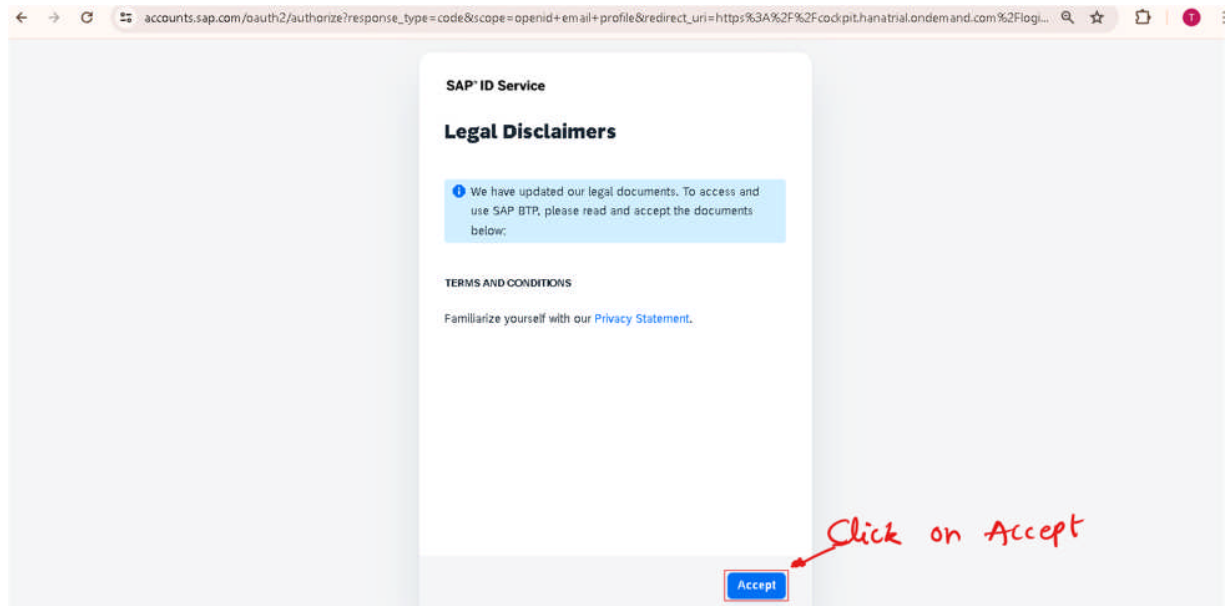 accounts.sap.com/oauth2/authorize?response_type=code&scope=openid+email+profile&redirect_uri=https%3A%2F%2Fcockpit.hanatrial.ondemand.com%2Flogi...
T
SAP® ID Service
Legal Disclaimers
We have updated our legal documents. To access and
use SAP BTP, please read and accept the documents
below:
TERMS AND CONDITIONS
Familiarize yourself with our Privacy Statement.
Click on Accept
Accept